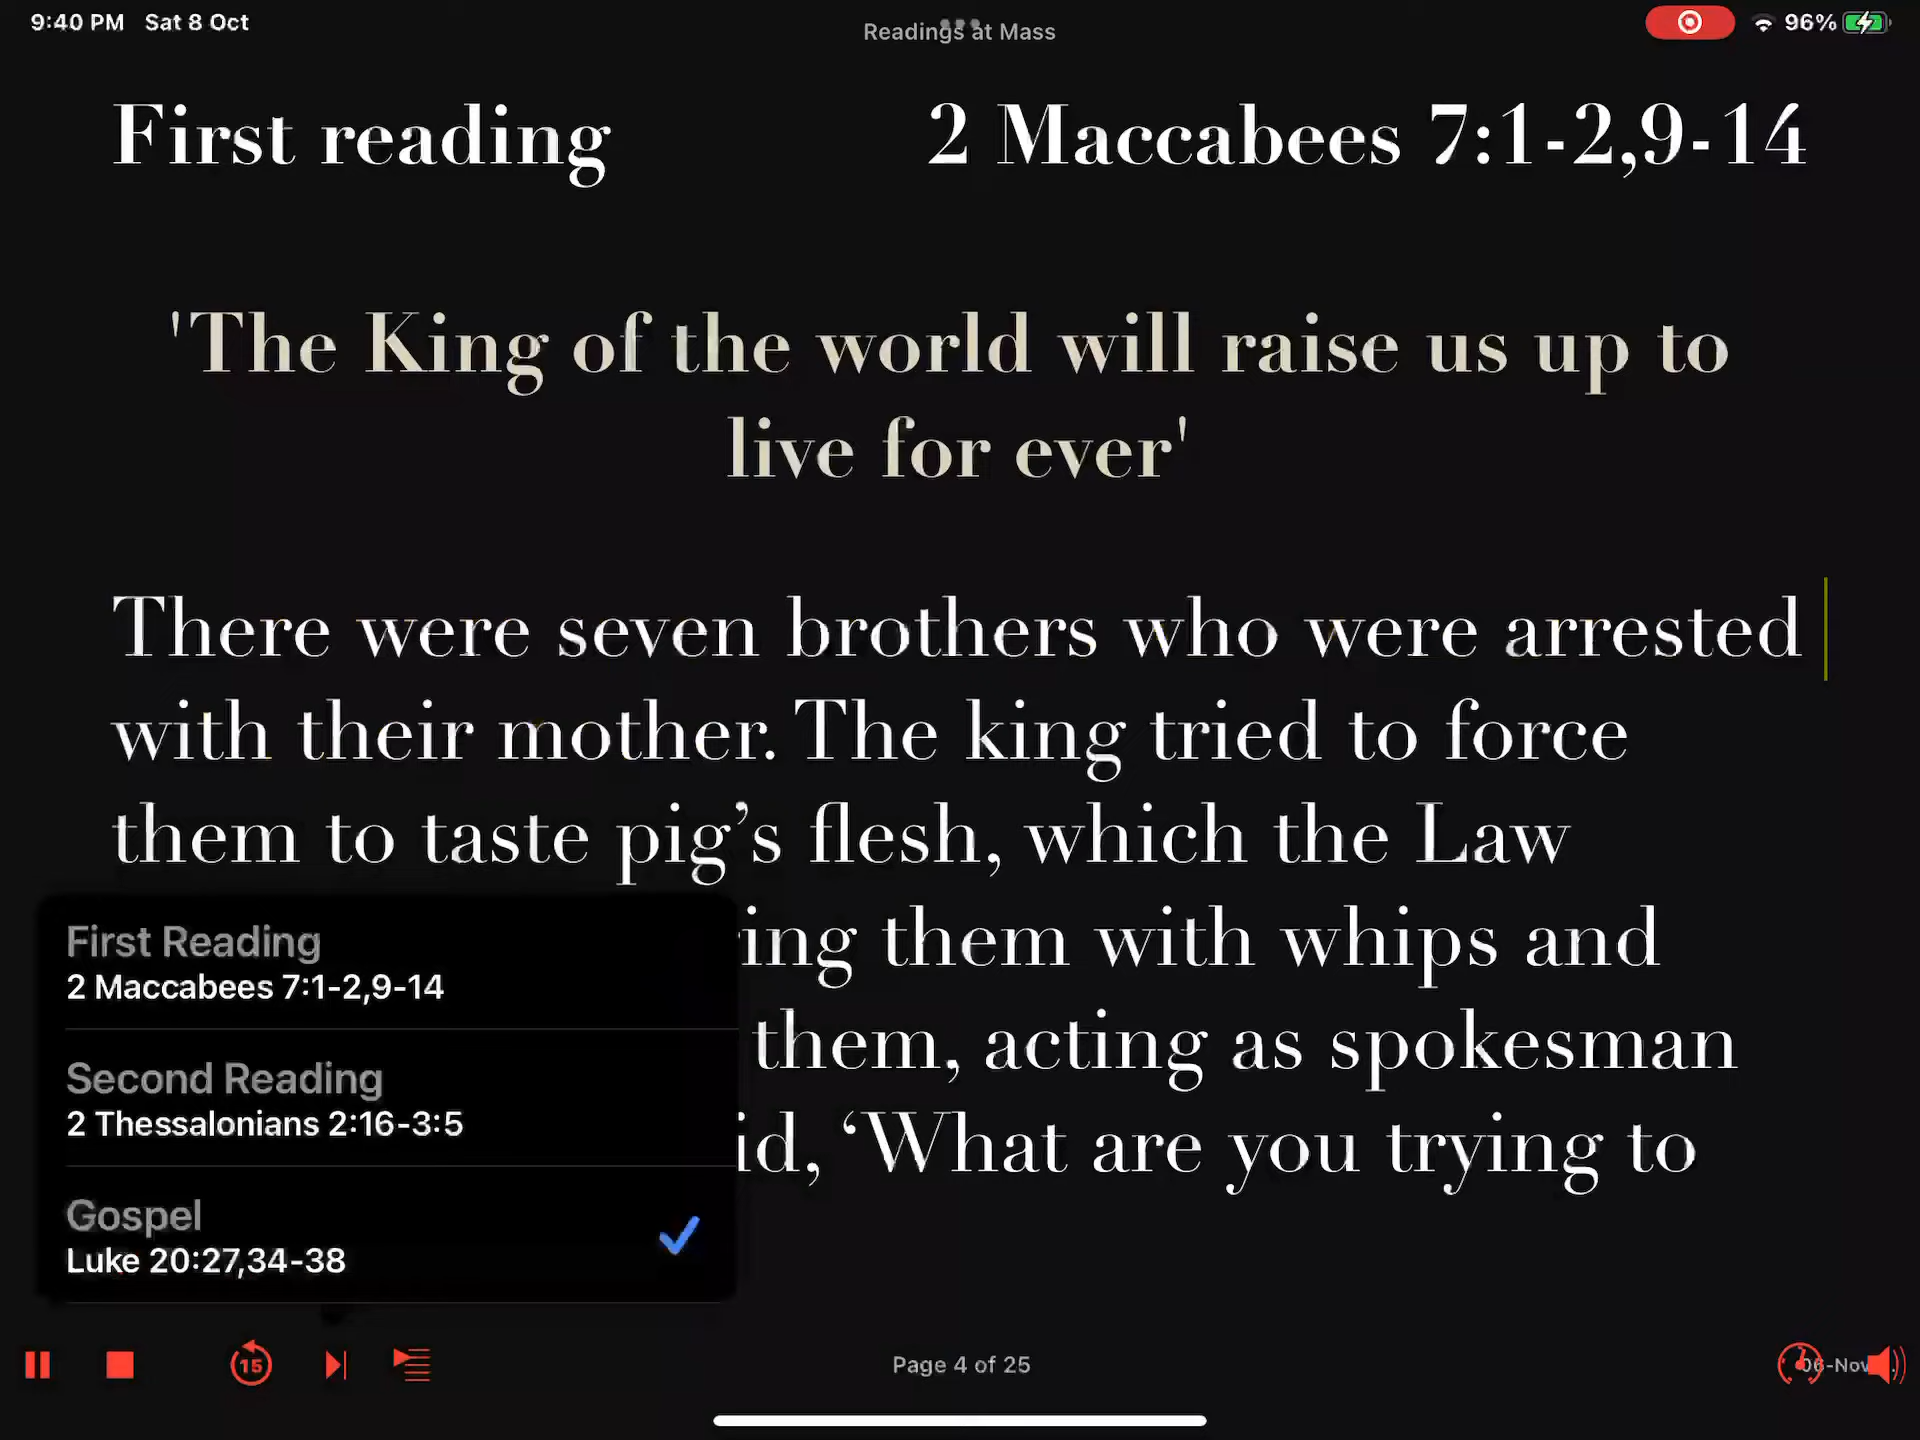 9:40 PM Sat 8 Oct
Readings at Mass
96%
First reading 2 Maccabees 7:1-2,9-14
'The King of the world will raise us up to
live for ever'
There were seven brothers who were arrested
with their mother. The king tried to force
them to taste pig’s flesh, which the Law
them with whips and
them, acting as spokesman
‘What are you trying to
First Reading
2 Maccabees 7:1-2,9-14
Second Reading
2 Thessalonians 2:16-3:5
Gospel
Luke 20:27,34-38
15
Page 4 of 25
06-Nov